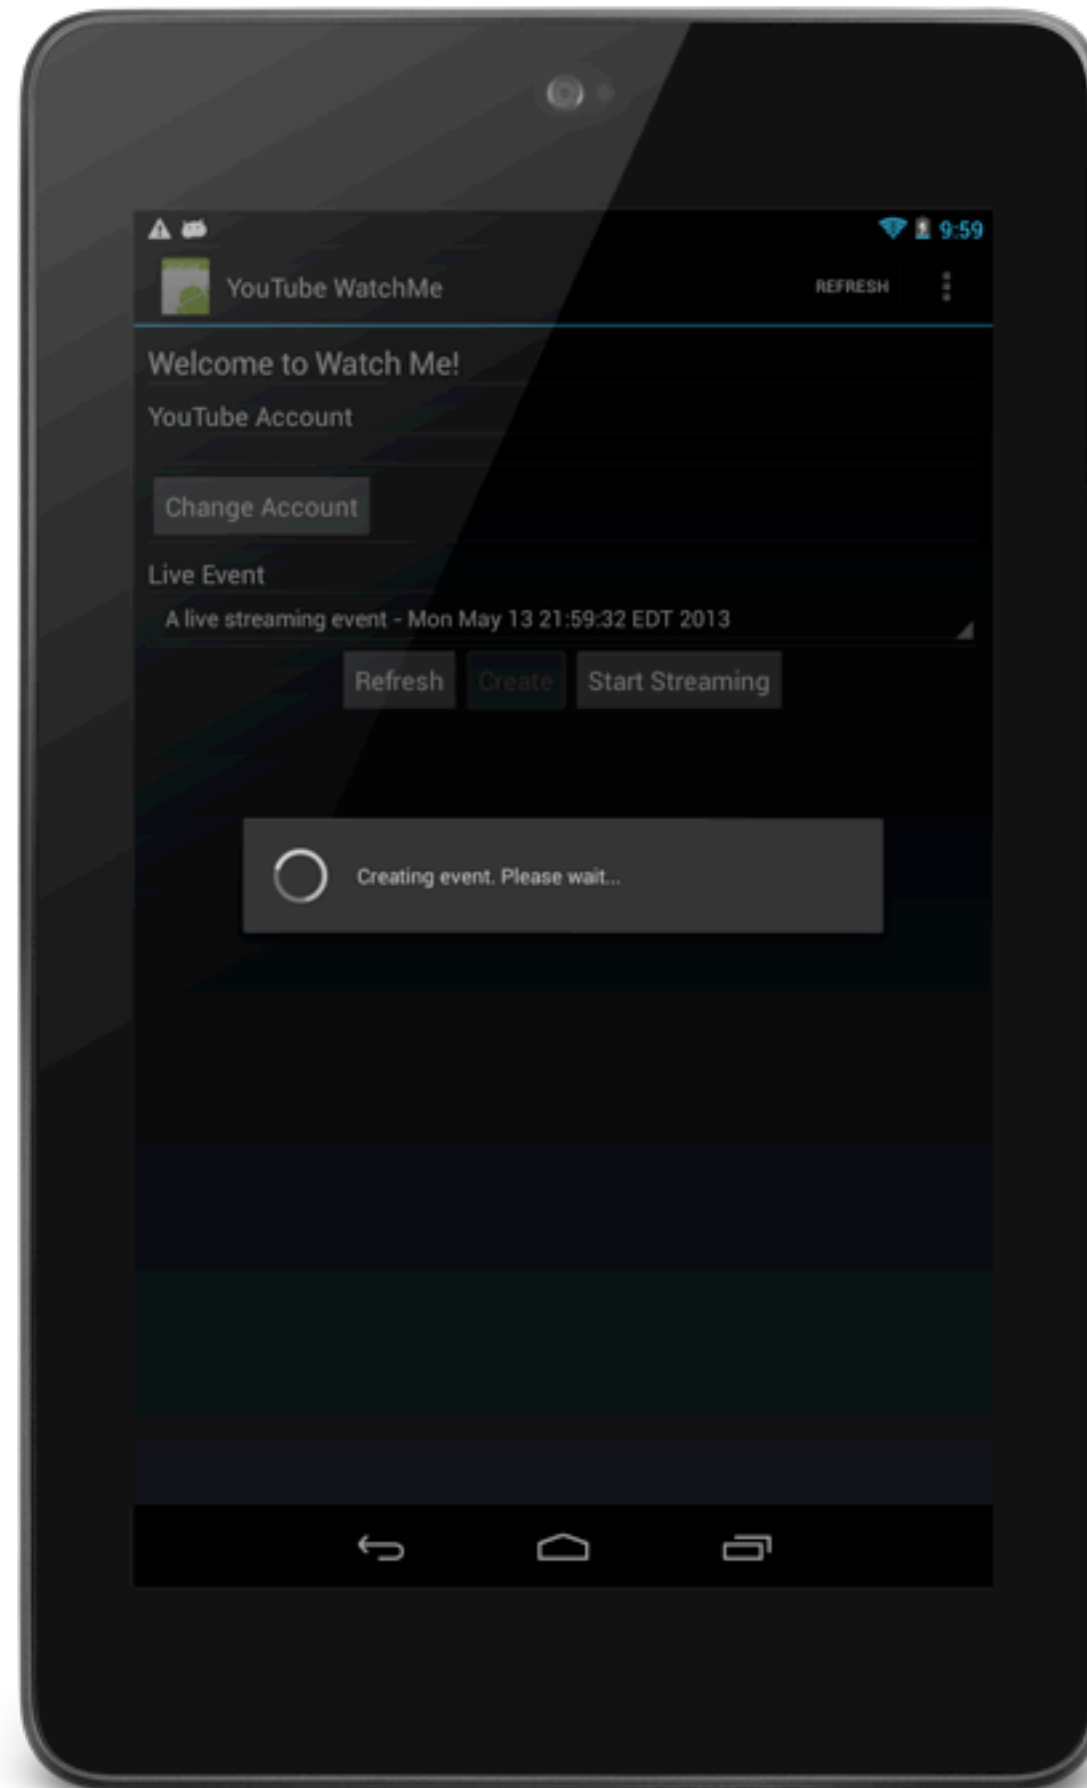 9:59
YouTube WatchMe REFRESH
Welcome to Watch Me!
YouTube Account
Change Account
Live Event
A live streaming event - Mon May 13 21:59:32 EDT 2013
Refresh Create Start Streaming
Creating event. Please wait...